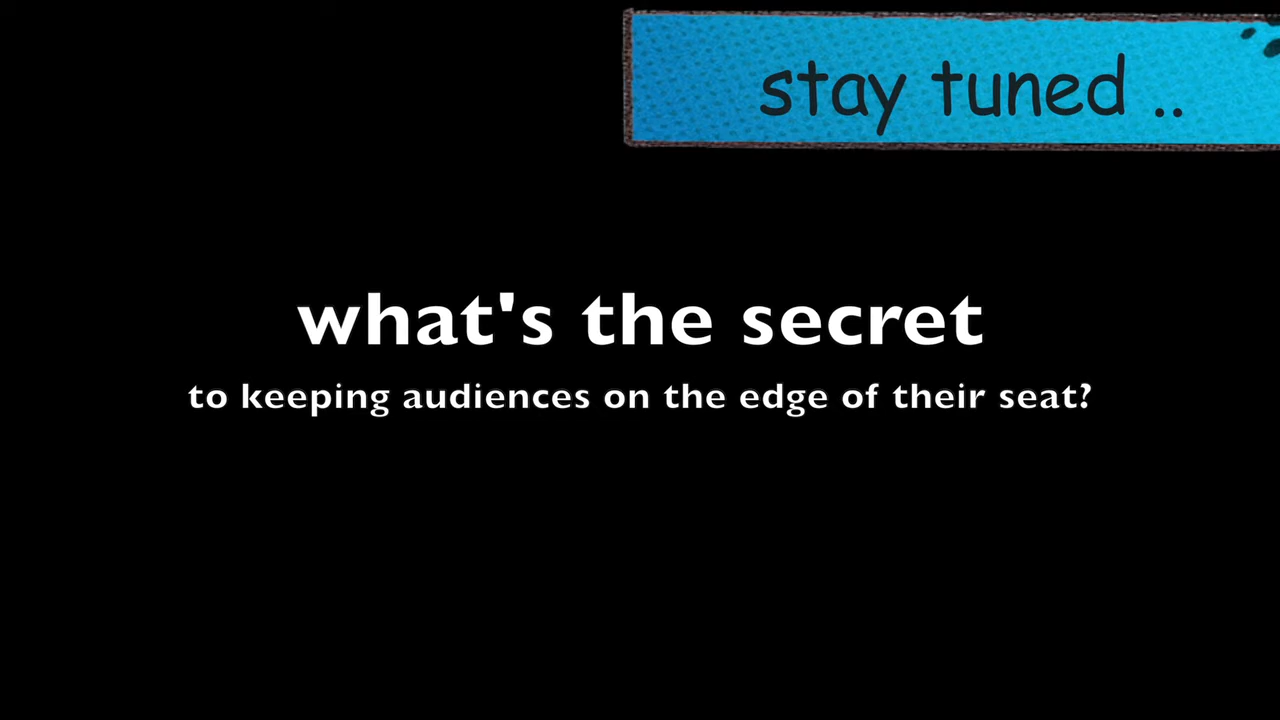 stay tuned ..
what's the secret
to keeping audiences on the edge of their seat?